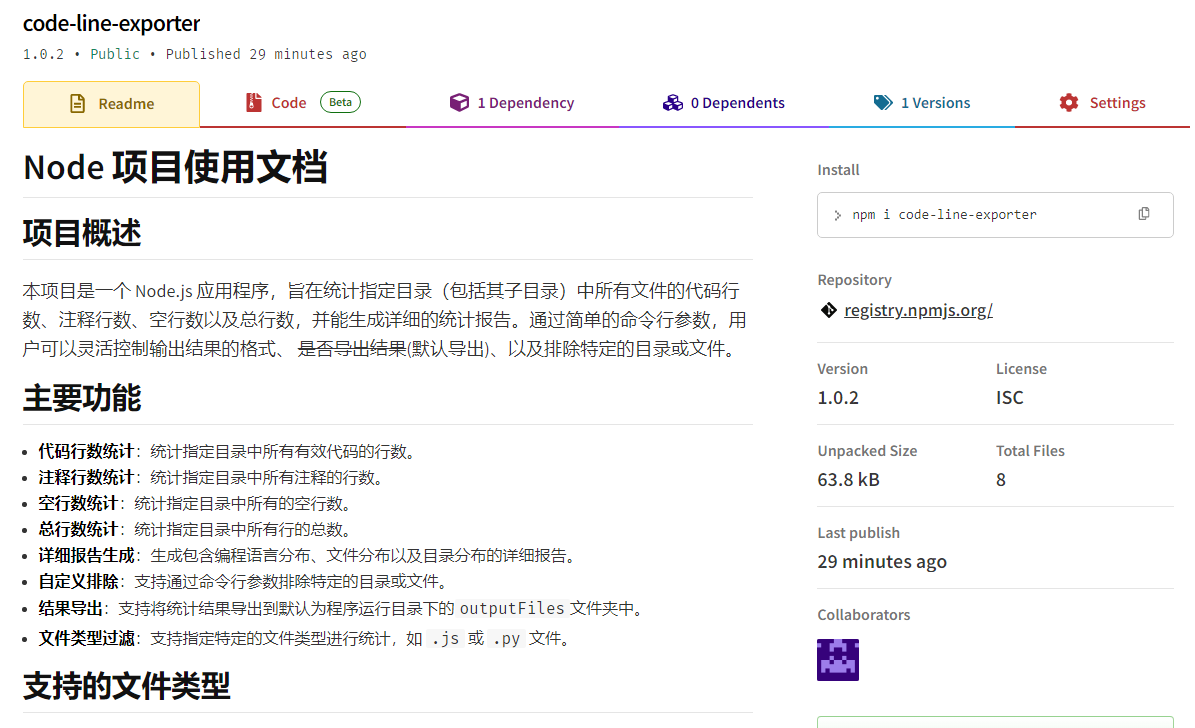 code-line-exporter
1.0.2 • Public • Published 29 minutes ago
Readme
Code Beta
1 Dependency
0 Dependents
1 Versions
Settings
Node 项目使用文档
项目概述
本项目是一个 Node.js 应用程序，旨在统计指定目录（包括其子目录）中所有文件的代码行
数、注释行数、空行数以及总行数，并能生成详细的统计报告。通过简单的命令行参数，用
户可以灵活控制输出结果的格式、 是否导出结果(默认导出)、以及排除特定的目录或文件。
主要功能
• 代码行数统计：统计指定目录中所有有效代码的行数。
• 注释行数统计：统计指定目录中所有注释的行数。
• 空行数统计：统计指定目录中所有的空行数。
• 总行数统计：统计指定目录中所有行的总数。
• 详细报告生成：生成包含编程语言分布、文件分布以及目录分布的详细报告。
• 自定义排除：支持通过命令行参数排除特定的目录或文件。
• 结果导出：支持将统计结果导出到默认为程序运行目录下的 outputFiles 文件夹中。
• 文件类型过滤：支持指定特定的文件类型进行统计，如 .js 或 .py 文件。
支持的文件类型
Install
npm i code-line-exporter
Repository
registry.npmjs.org/
Version
1.0.2
License
ISC
Unpacked Size
63.8 kB
Total Files
8
Last publish
29 minutes ago
Collaborators